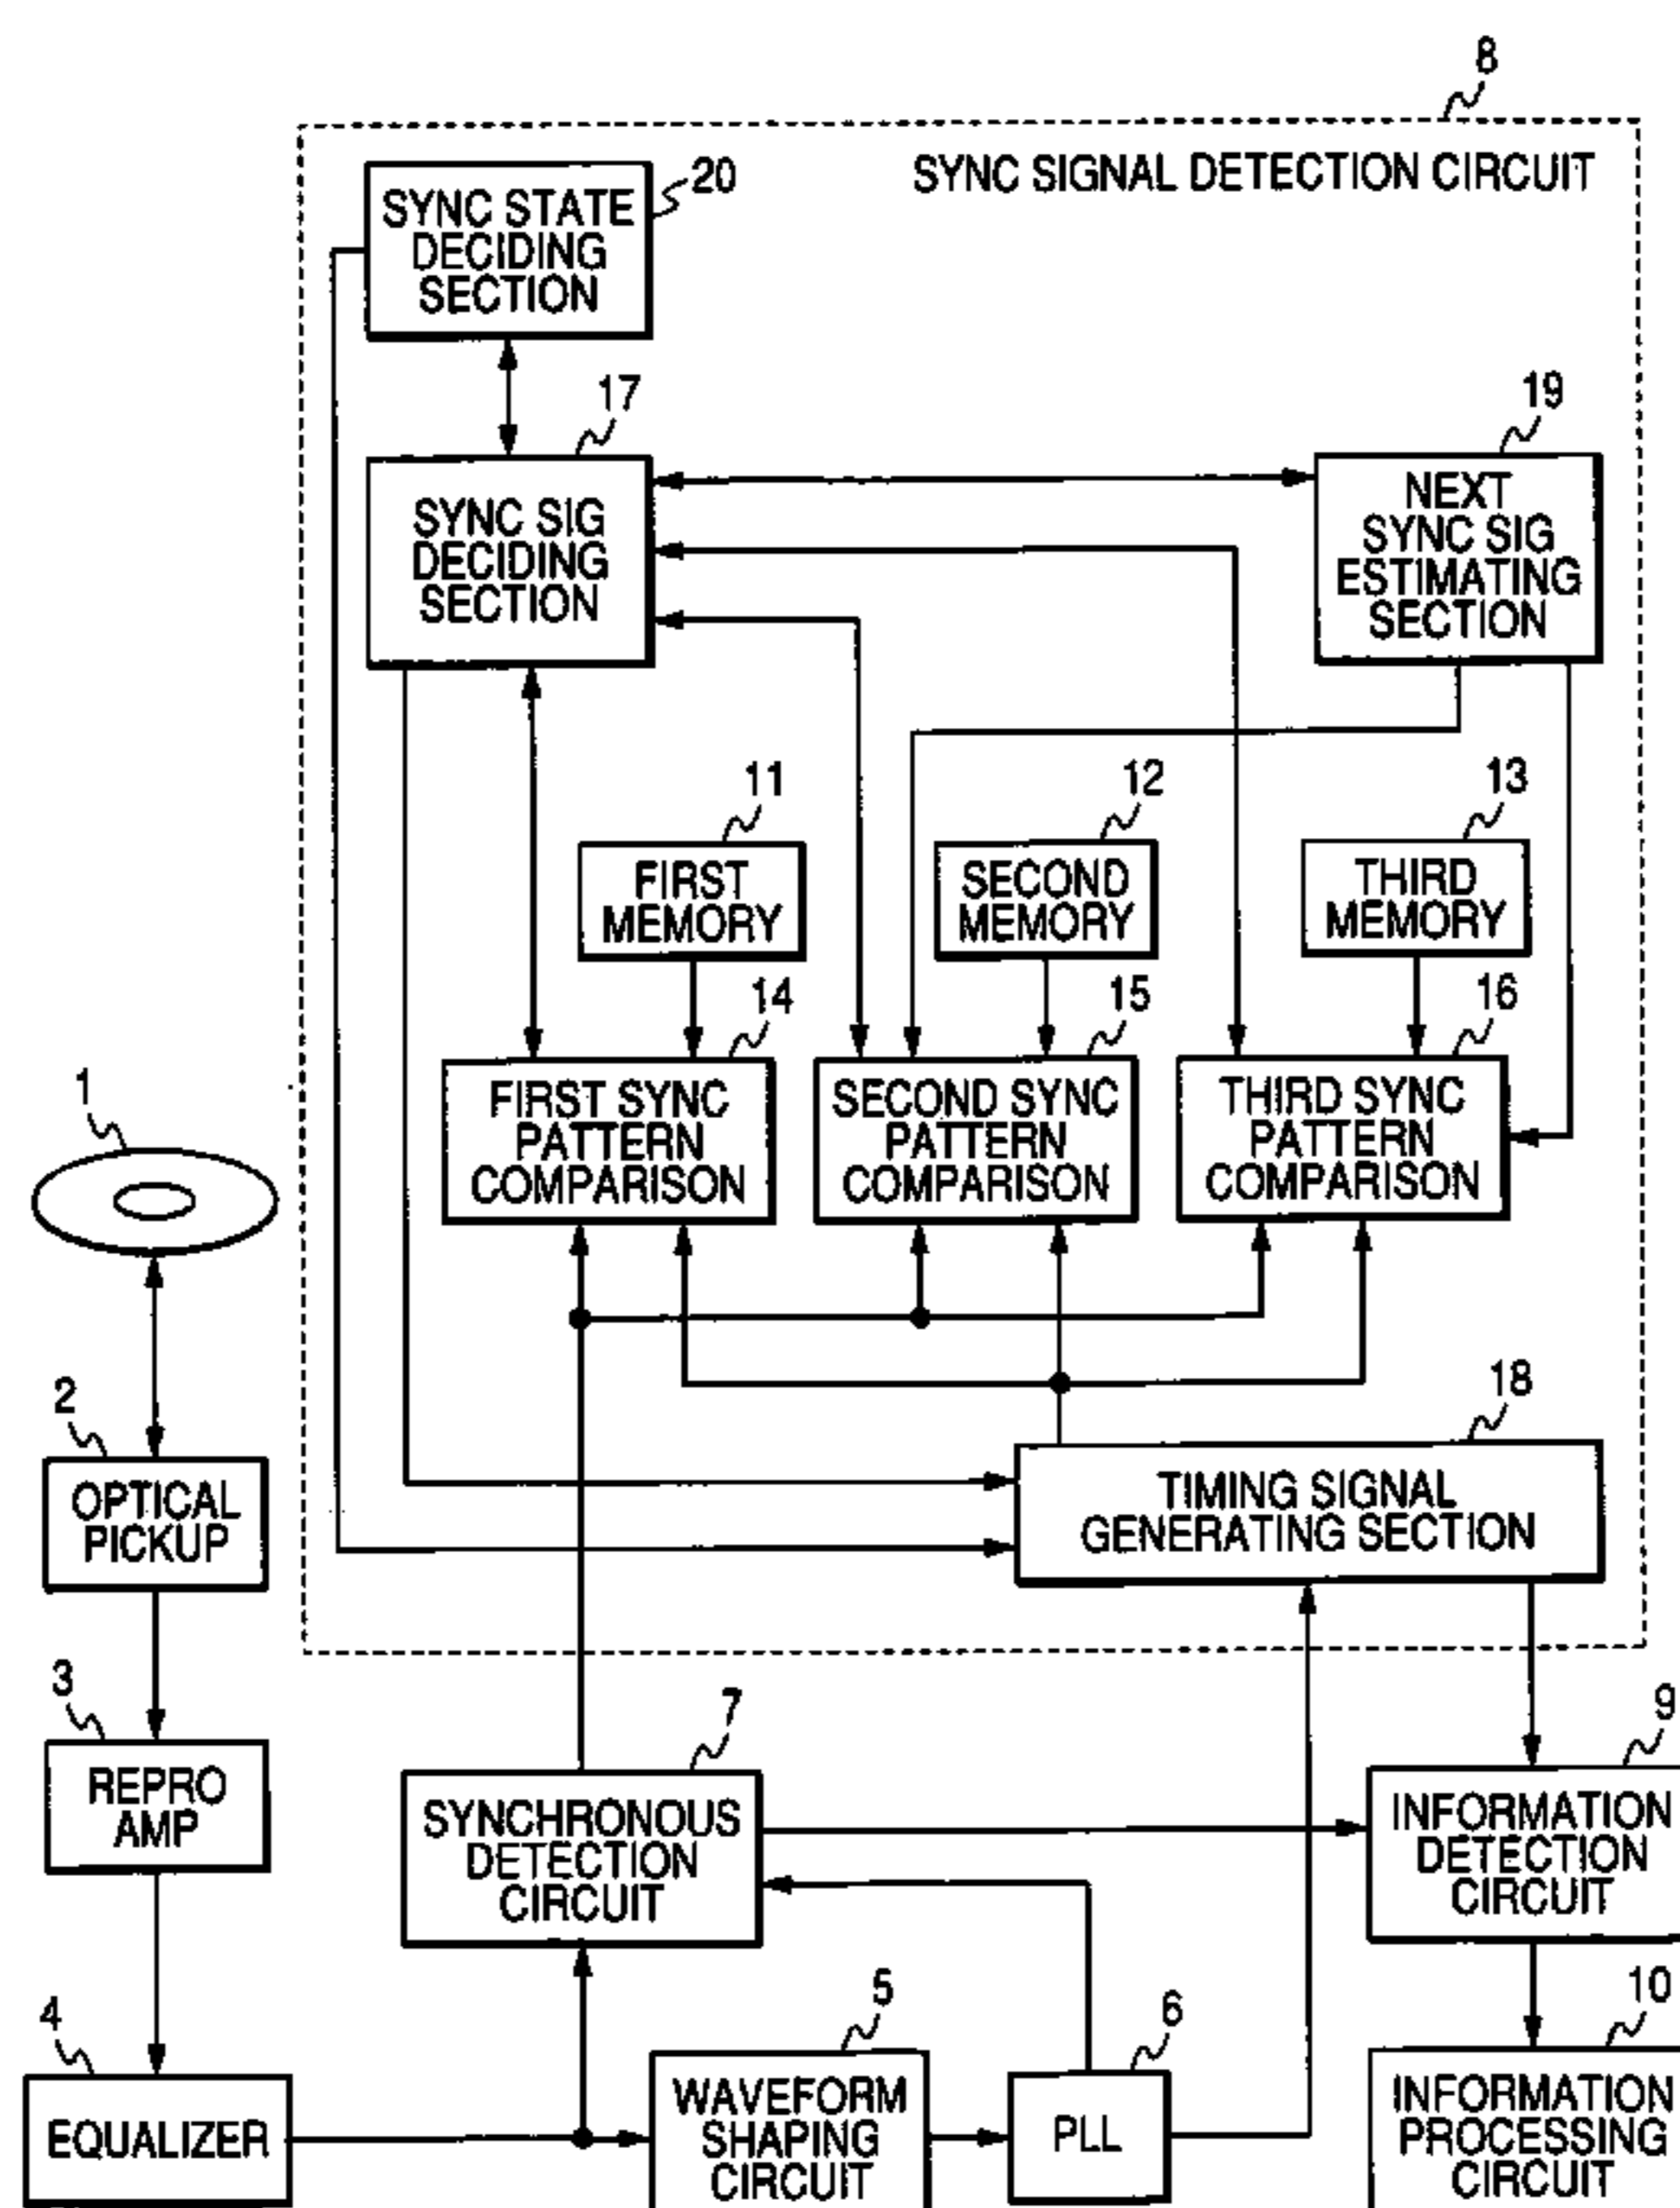 8
SYNC SIGNAL DETECTION CIRCUIT
SYNC STATE
DECIDING
SECTION
20
17
SYNC SIG
DECIDING
SECTION
19
NEXT
SYNC SIG
ESTIMATING
SECTION
11
FIRST
MEMORY
12
SECOND
MEMORY
13
THIRD
MEMORY
14
FIRST SYNC
PATTERN
COMPARISON
15
SECOND SYNC
PATTERN
COMPARISON
16
THIRD SYNC
PATTERN
COMPARISON
1
2
OPTICAL
PICKUP
18
TIMING SIGNAL
GENERATING SECTION
3
REPRO
AMP
7
SYNCHRONOUS
DETECTION
CIRCUIT
9
INFORMATION
DETECTION
CIRCUIT
4
EQUALIZER
5
WAVEFORM
SHAPING
CIRCUIT
6
PLL
10
INFORMATION
PROCESSING
CIRCUIT